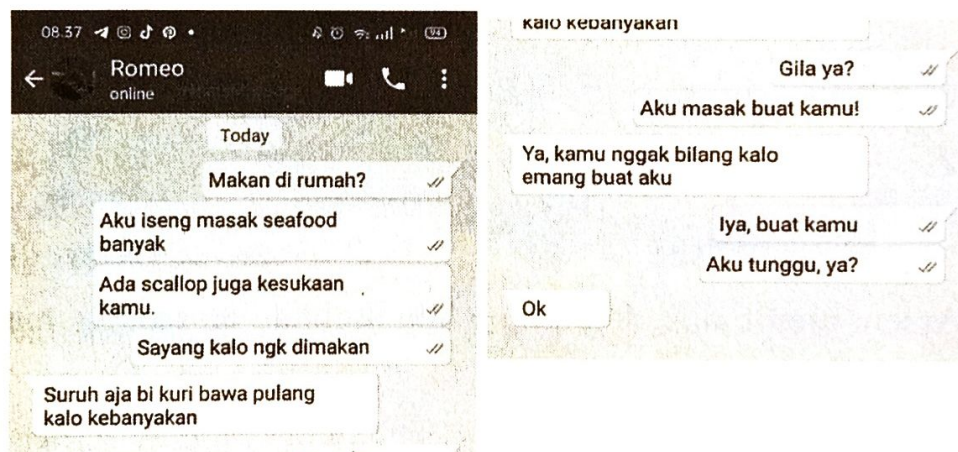 08.37
94
Romeo
online
Today
Makan di rumah?
Aku iseng masak seafood
banyak
Ada scallop juga kesukaan
kamu.
Sayang kalo ngk dimakan
Suruh aja bi kuri bawa pulang
kalo kebanyakan
kalo kebanyakan
Gila ya?
Aku masak buat kamu!
Ya, kamu nggak bilang kalo
emang buat aku
Iya, buat kamu
Aku tunggu, ya?
Ok